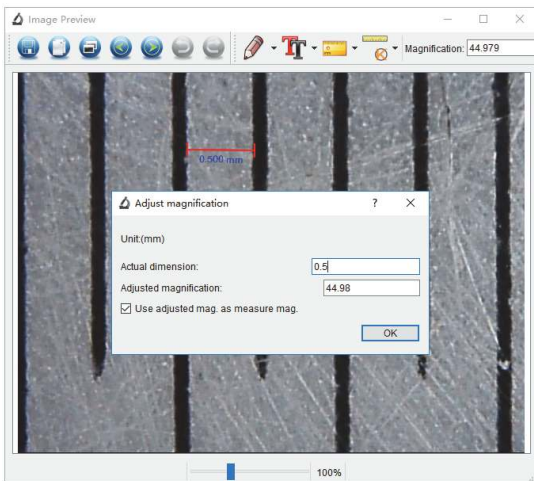 Image Preview
Magnification: 44.979
0.500 mm
Adjust magnification ?
Unit:(mm)
Actual dimension: 0.5
Adjusted magnification: 44.98
Use adjusted mag. as measure mag.
OK
100%